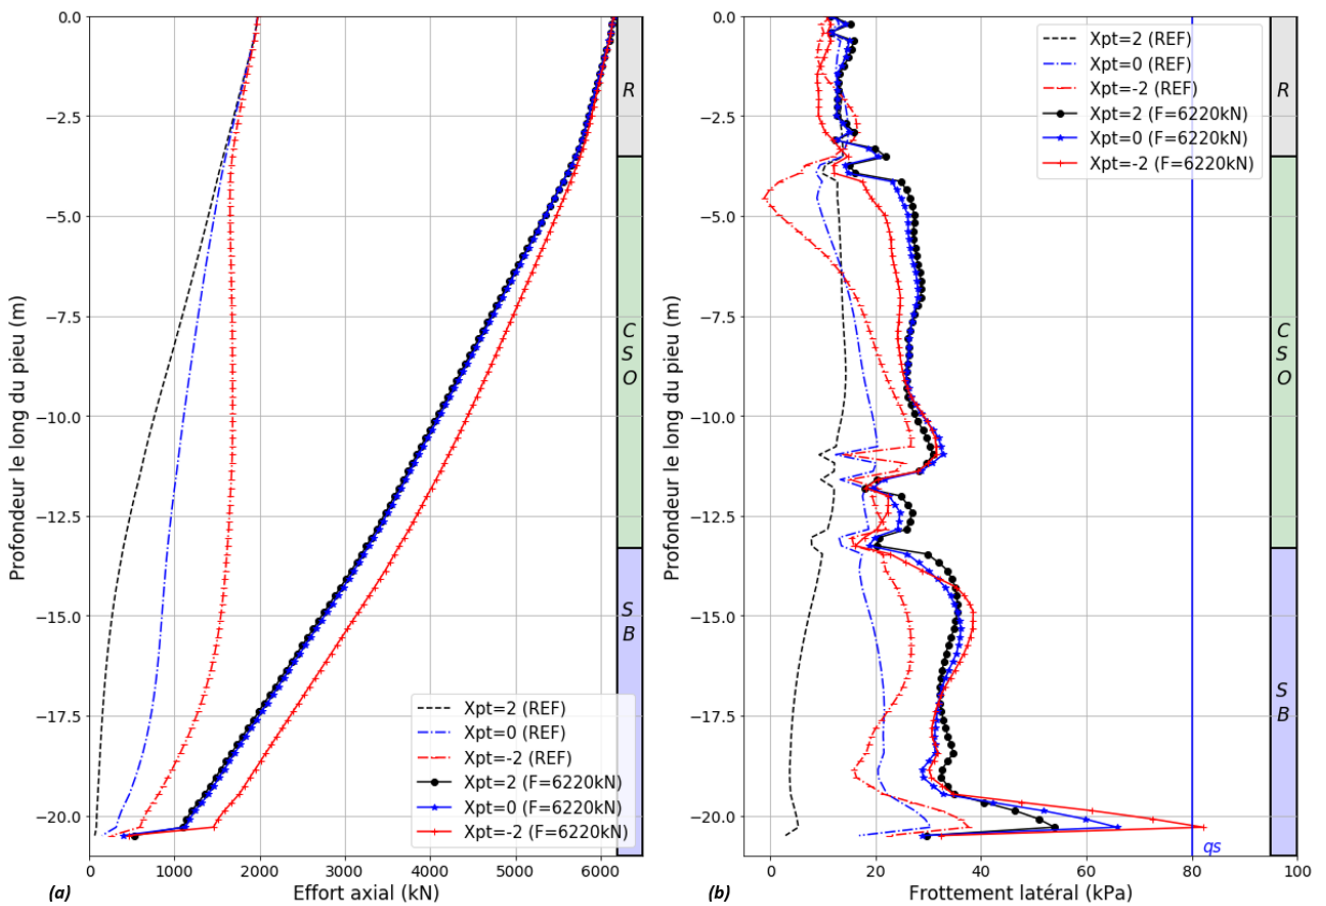 0.0
−2.5
−5.0
−7.5
−10.0
−12.5
−15.0
−17.5
−20.0
Profondeur le long du pieu (m)
0
1000
2000
3000
4000
5000
6000
Effort axial (kN)
(a)
R
C
S
O
S
B
Xpt=2 (REF)
Xpt=0 (REF)
Xpt=-2 (REF)
Xpt=2 (F=6220kN)
Xpt=0 (F=6220kN)
Xpt=-2 (F=6220kN)
0.0
−2.5
−5.0
−7.5
−10.0
−12.5
−15.0
−17.5
−20.0
Profondeur le long du pieu (m)
0
20
40
60
80
100
Frottement latéral (kPa)
(b)
Xpt=2 (REF)
Xpt=0 (REF)
Xpt=-2 (REF)
Xpt=2 (F=6220kN)
Xpt=0 (F=6220kN)
Xpt=-2 (F=6220kN)
R
C
S
O
S
B
qs